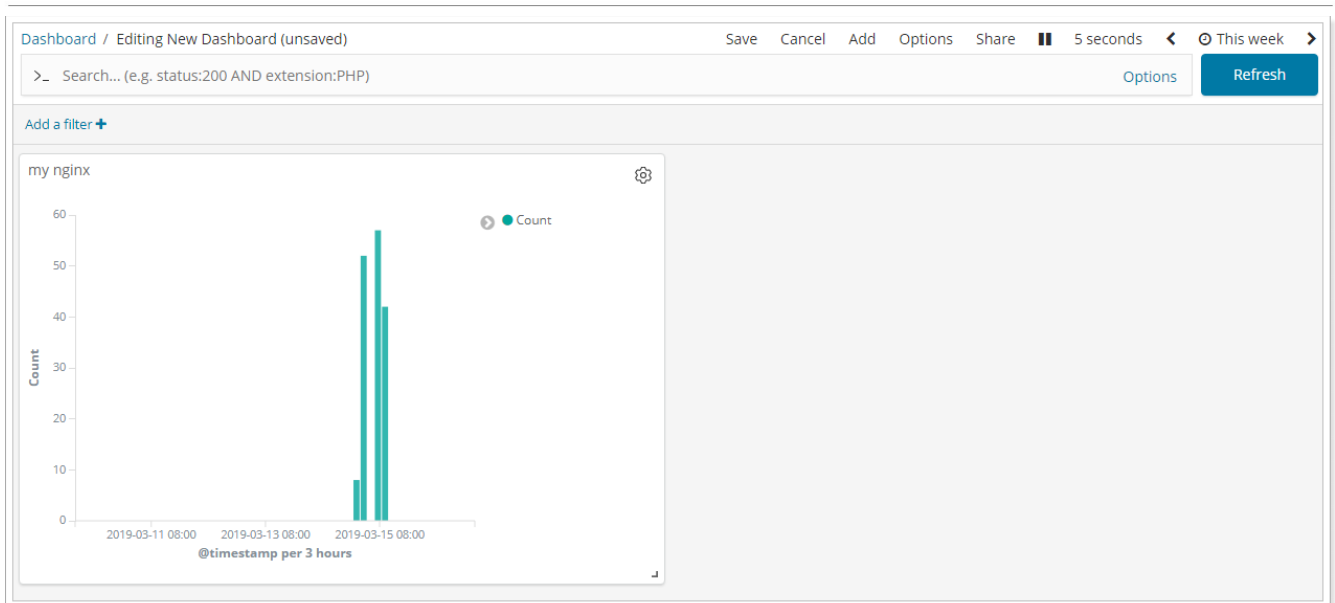 Dashboard / Editing New Dashboard (unsaved) Save Cancel Add Options Share 5 seconds This week
>_ Search... (e.g. status:200 AND extension:PHP) Options Refresh
Add a filter +
my nginx
Count
60
50
40
30
20
10
0
Count
2019-03-11 08:00 2019-03-13 08:00 2019-03-15 08:00
@timestamp per 3 hours